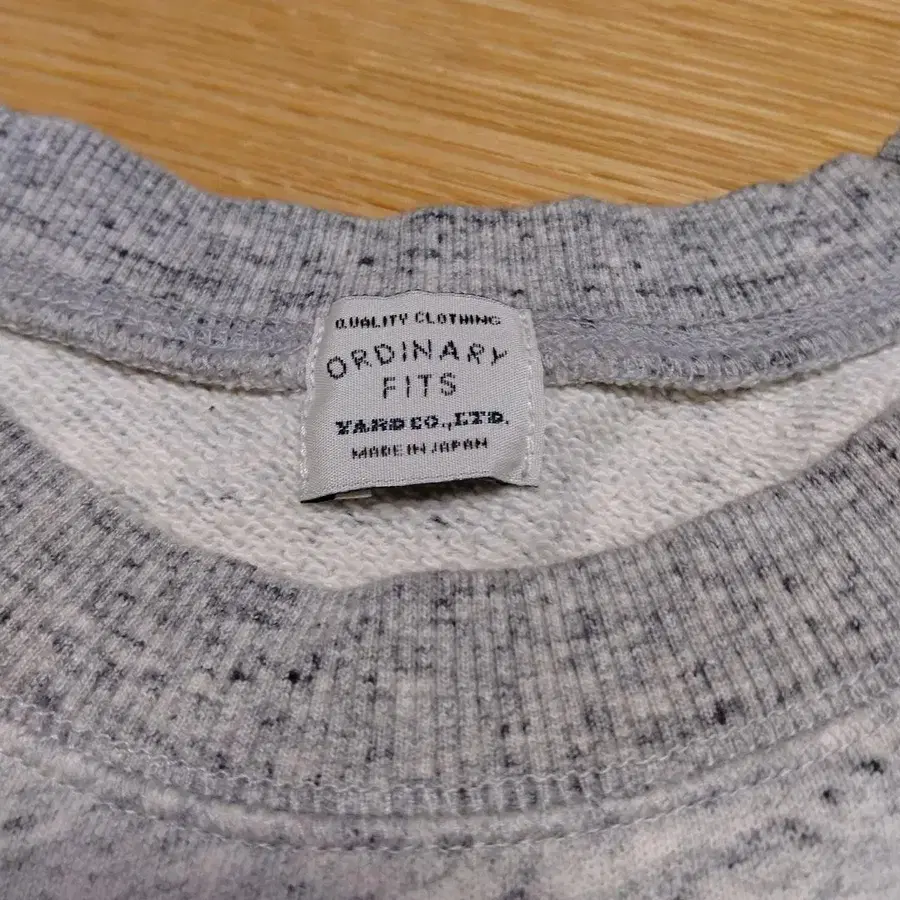 QUALITY CLOTHING
ORDINARY
FITS
YARD CO.,LTD.
MADE IN JAPAN